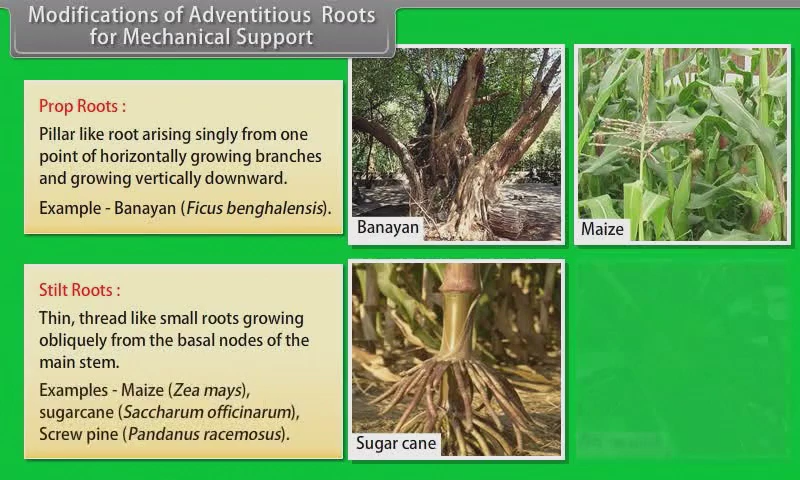 Modifications of Adventitious Roots
for Mechanical Support
Prop Roots :
Pillar like root arising singly from one
point of horizontally growing branches
and growing vertically downward.
Example - Banayan (Ficus benghalensis).
Banayan
Maize
Stilt Roots :
Thin, thread like small roots growing
obliquely from the basal nodes of the
main stem.
Examples - Maize (Zea mays),
sugarcane (Saccharum officinarum),
Screw pine (Pandanus racemosus).
Sugar cane